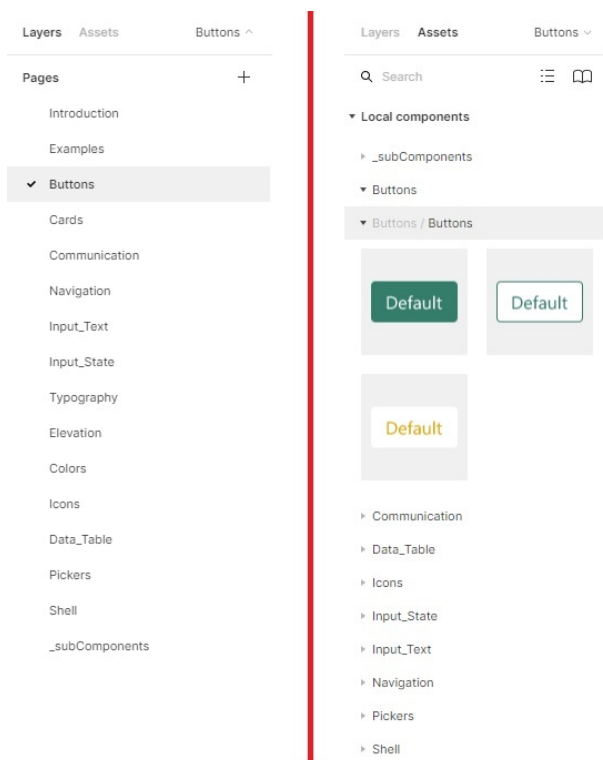 Layers Assets Buttons
Pages
Introduction
Examples
Buttons
Cards
Communication
Navigation
Input_Text
Input_State
Typography
Elevation
Colors
Icons
Data_Table
Pickers
Shell
_subComponents
Layers Assets Buttons
Search
Local components
_subComponents
Buttons
Buttons / Buttons
Default Default
Default
Communication
Data_Table
Icons
Input_State
Input_Text
Navigation
Pickers
Shell